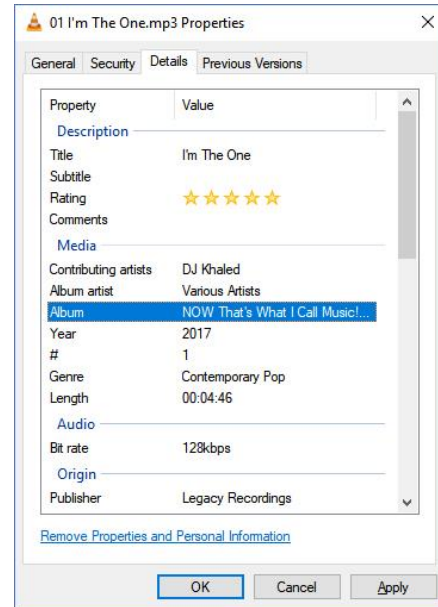 01 I'm The One.mp3 Properties
General Security Details Previous Versions
Property Value
Description
Title I'm The One
Subtitle
Rating
Comments
Media
Contributing artists DJ Khaled
Album artist Various Artists
Album NOW That's What I Call Music!...
Year 2017
# 1
Genre Contemporary Pop
Length 00:04:46
Audio
Bit rate 128kbps
Origin
Publisher Legacy Recordings
Remove Properties and Personal Information
OK Cancel Apply